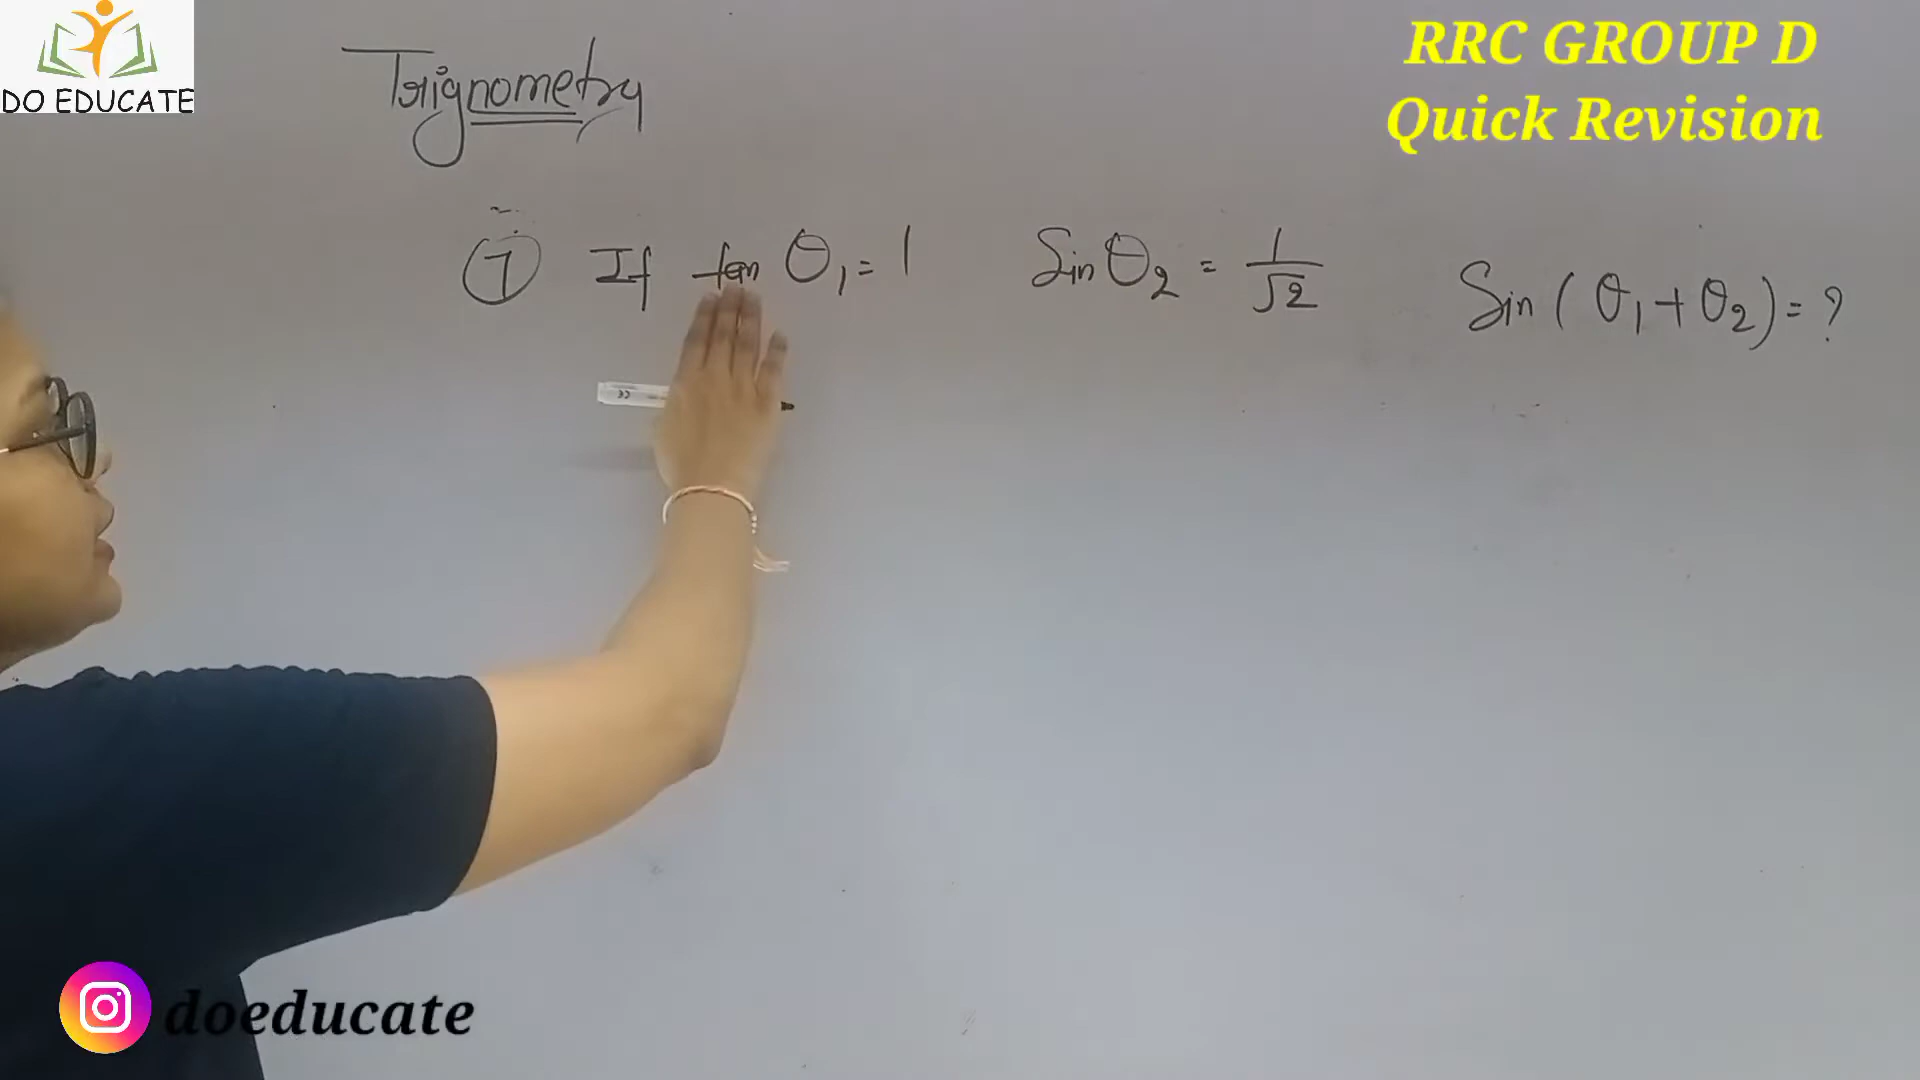 DO EDUCATE
RRC GROUP D
Quick Revision
Trignometry
7 If tan θ₁ = 1 Sin θ₂ = 1/√2 Sin (θ₁ + θ₂) = ?
doeducate